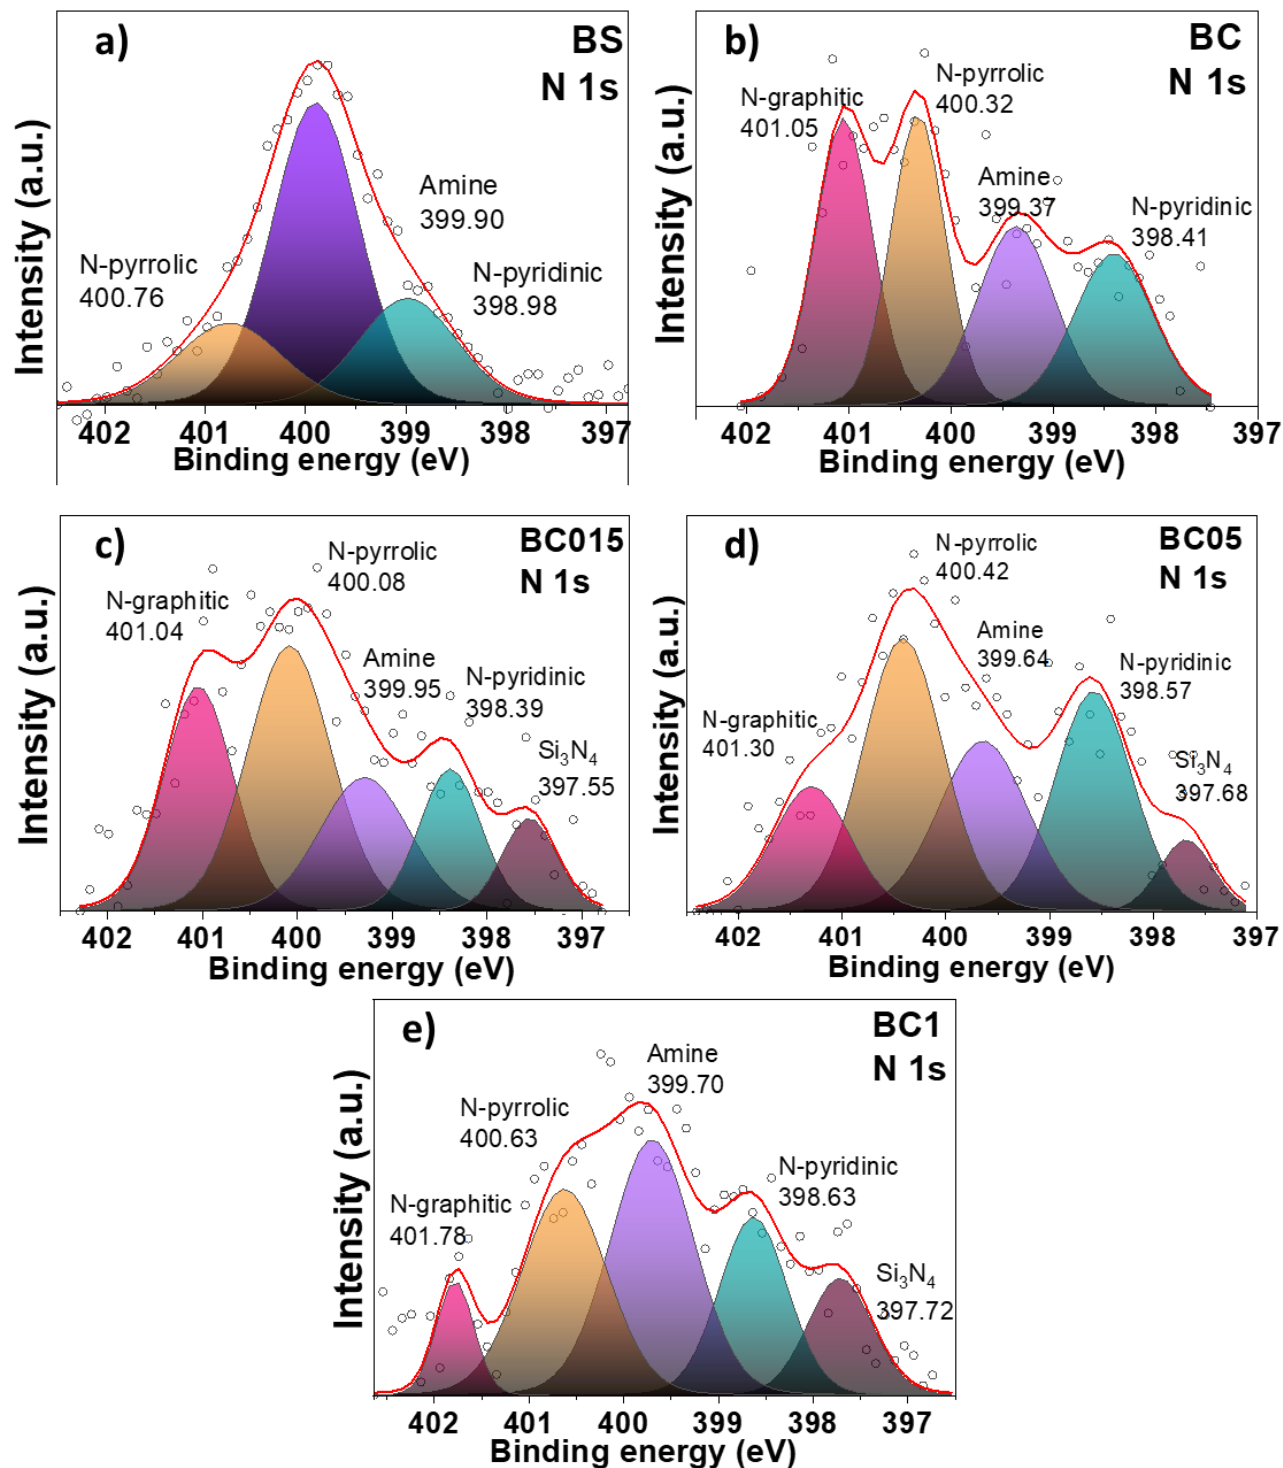 a)
BS
N 1s
Amine
399.90
N-pyrrolic
400.76
N-pyridinic
398.98
Intensity (a.u.)
402 401 400 399 398 397
Binding energy (eV)
b)
BC
N 1s
N-graphitic
401.05
N-pyrrolic
400.32
Amine
399.37
N-pyridinic
398.41
Intensity (a.u.)
402 401 400 399 398 397
Binding energy (eV)
c)
BC015
N 1s
N-graphitic
401.04
N-pyrrolic
400.08
Amine
399.95
N-pyridinic
398.39
Si₃N₄
397.55
Intensity (a.u.)
402 401 400 399 398 397
Binding energy (eV)
d)
BC05
N 1s
N-graphitic
401.30
N-pyrrolic
400.42
Amine
399.64
N-pyridinic
398.57
Si₃N₄
397.68
Intensity (a.u.)
402 401 400 399 398 397
Binding energy (eV)
e)
BC1
N 1s
N-graphitic
401.78
N-pyrrolic
400.63
Amine
399.70
N-pyridinic
398.63
Si₃N₄
397.72
Intensity (a.u.)
402 401 400 399 398 397
Binding energy (eV)